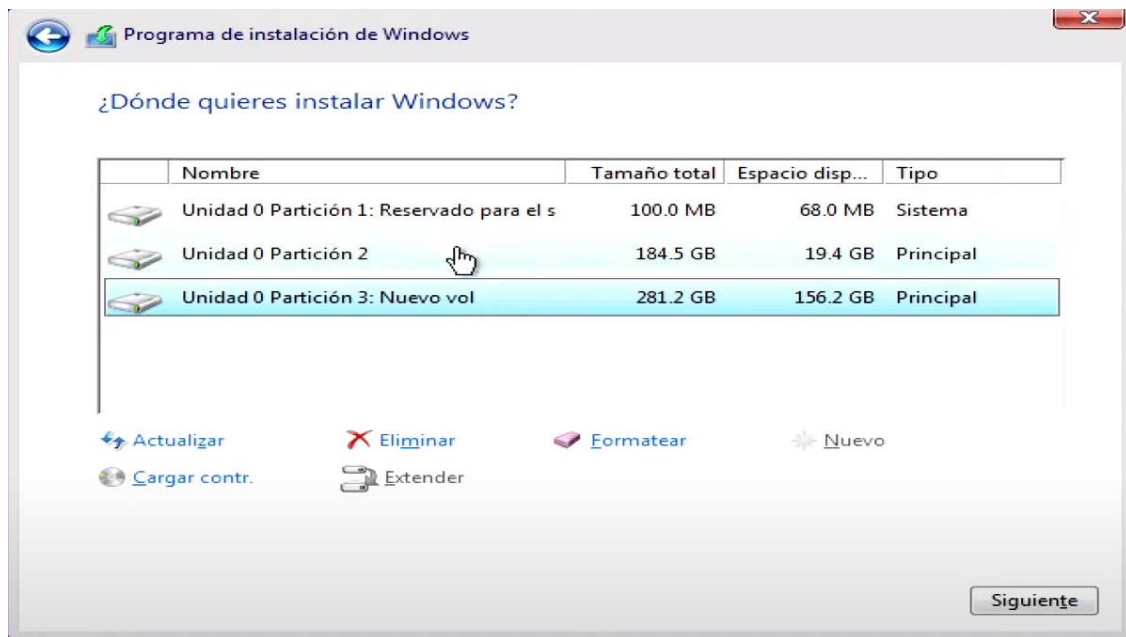 Programa de instalación de Windows
¿Dónde quieres instalar Windows?
Nombre Tamaño total Espacio disp... Tipo
Unidad 0 Partición 1: Reservado para el s 100.0 MB 68.0 MB Sistema
Unidad 0 Partición 2 184.5 GB 19.4 GB Principal
Unidad 0 Partición 3: Nuevo vol 281.2 GB 156.2 GB Principal
Actualizar Eliminar Formatear Nuevo
Cargar contr. Extender
Siguiente